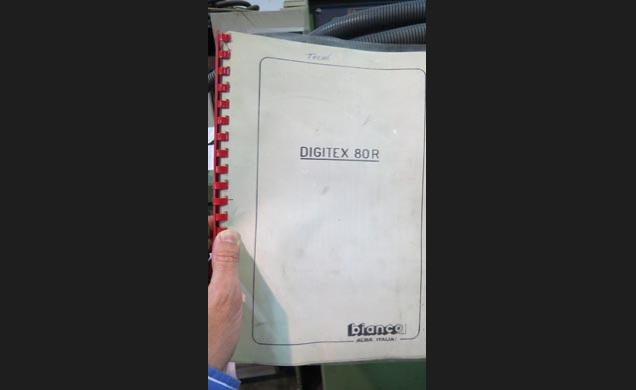 DIGITEX 80R
bianco
ALBA (ITALIA)